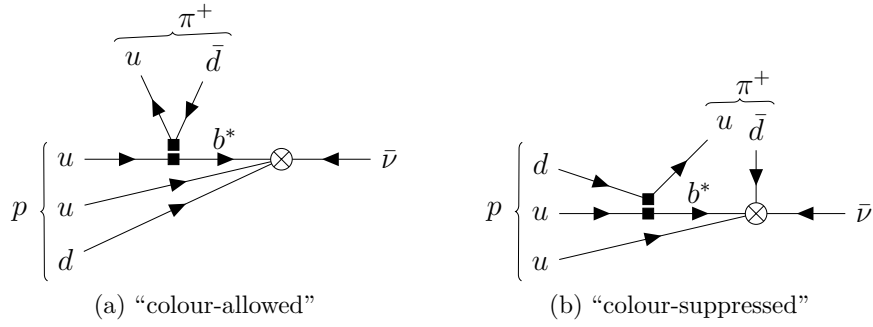 π⁺
u d̄
b*
p u ν̄
u
d
(a) “colour-allowed”
π⁺
u d̄
d
b*
p u ν̄
u
(b) “colour-suppressed”